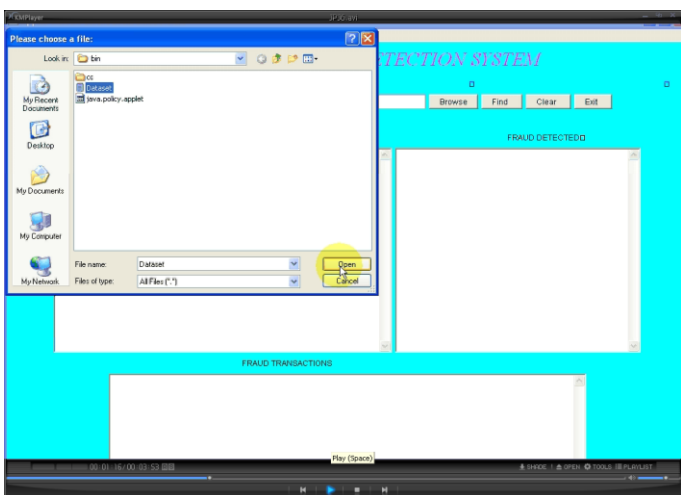 KMPlayer
Please choose a file:
Look in:
bin
TECTION SYSTEM
cs
Dataset
java.policy.applet
My Recent
Documents
Desktop
My Documents
My Computer
My Network
Browse
Find
Clear
Exit
FRAUD DETECTED
File name:
Dataset
Open
Files of type:
All Files (*.*)
Cancel
FRAUD TRANSACTIONS
Play (Space)
00:01:16/00:03:53
SHADE
OPEN
TOOLS
PLAYLIST